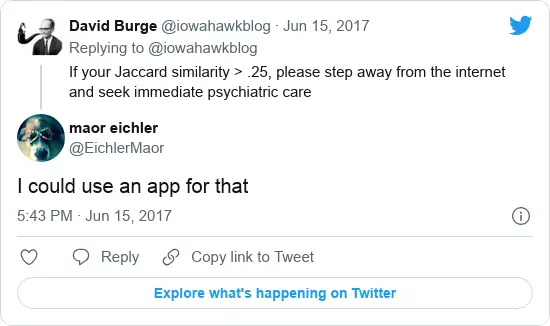 David Burge @iowahawkblog · Jun 15, 2017
Replying to @iowahawkblog
If your Jaccard similarity > .25, please step away from the internet
and seek immediate psychiatric care
maor eichler
@EichlerMaor
I could use an app for that
5:43 PM · Jun 15, 2017
Reply
Copy link to Tweet
Explore what's happening on Twitter